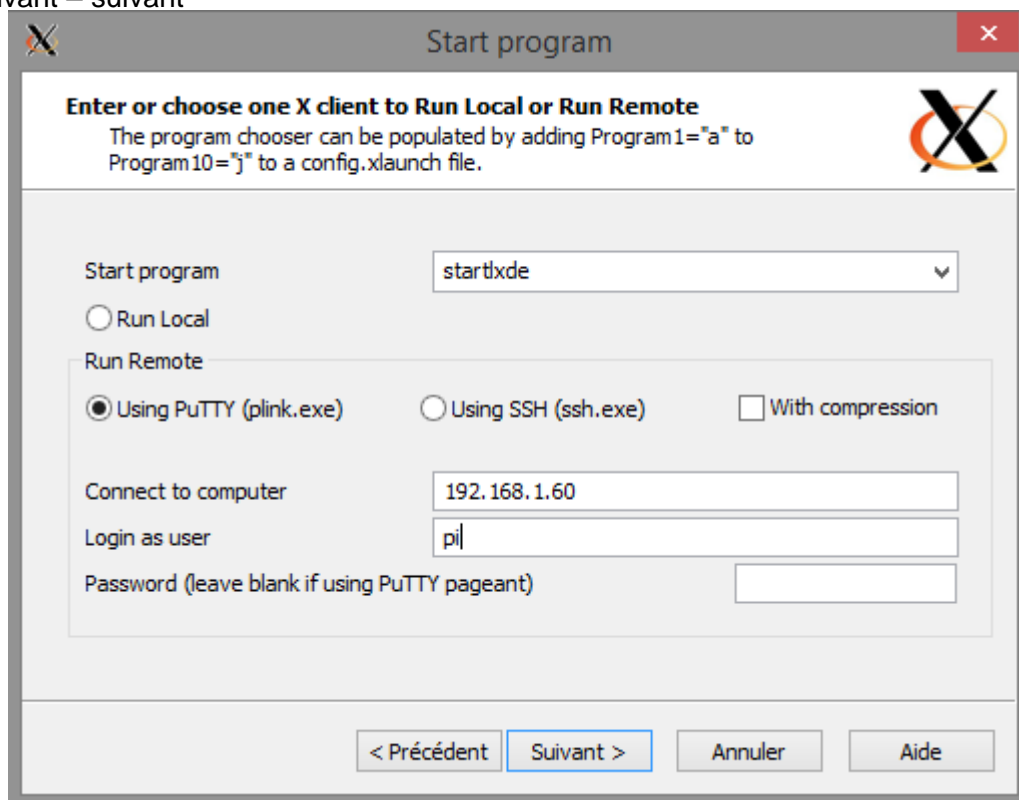 suivant
Start program
Enter or choose one X client to Run Local or Run Remote
The program chooser can be populated by adding Program1="a" to
Program10="j" to a config.xlaunch file.
Start program
startlxde
Run Local
Run Remote
Using PuTTY (plink.exe) Using SSH (ssh.exe) With compression
Connect to computer 192.168.1.60
Login as user pi
Password (leave blank if using PuTTY pageant)
< Précédent Suivant > Annuler Aide